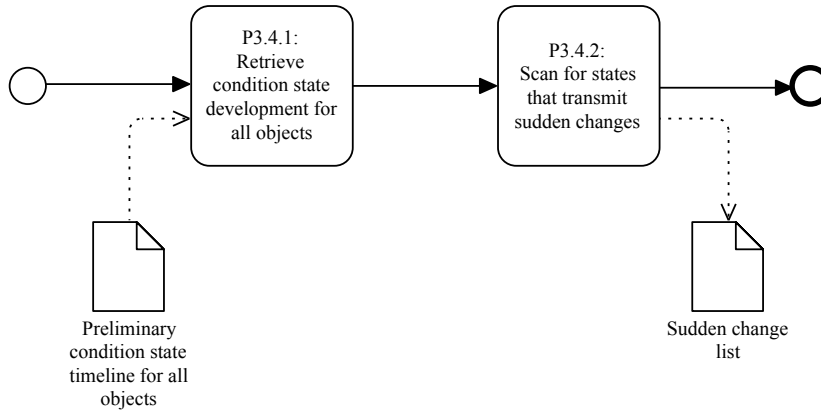 P3.4.1:
Retrieve
condition state
development for
all objects
P3.4.2:
Scan for states
that transmit
sudden changes
Preliminary
condition state
timeline for all
objects
Sudden change
list